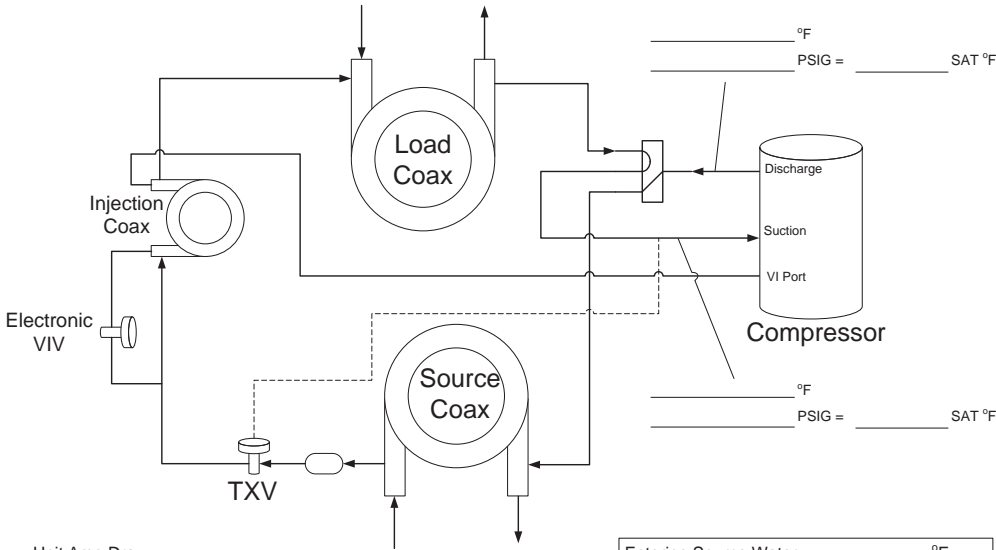 °F
PSIG = SAT °F
Load
Coax
Discharge
Injection
Coax
Suction
VI Port
Electronic
VIV
Compressor
Source
Coax
°F
PSIG = SAT °F
TXV
Entering Source Water °F